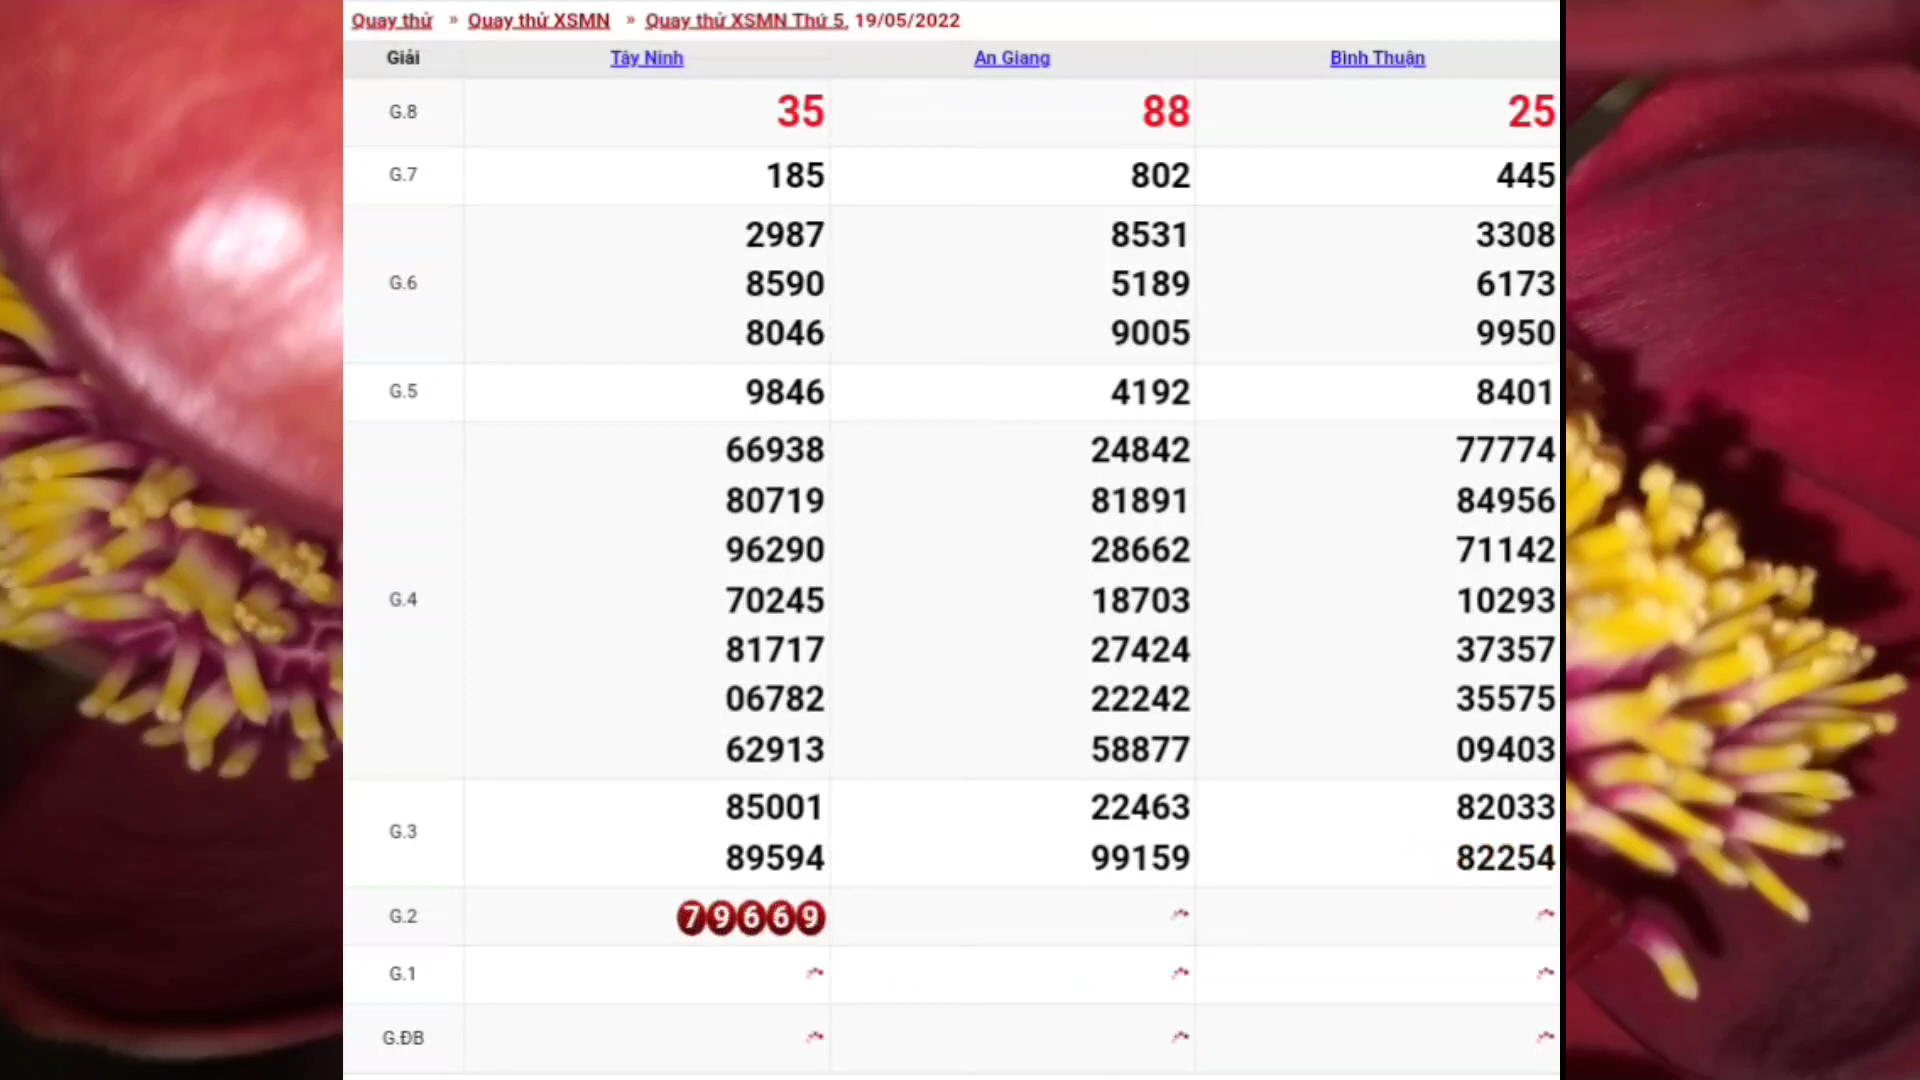 Quay thử » Quay thử XSMN » Quay thử XSMN Thứ 5, 19/05/2022
Giải Tây Ninh An Giang Bình Thuận
G.8 35 88 25
G.7 185 802 445
2987 8531 3308
G.6 8590 5189 6173
8046 9005 9950
G.5 9846 4192 8401
66938 24842 77774
80719 81891 84956
96290 28662 71142
G.4 70245 18703 10293
81717 27424 37357
06782 22242 35575
62913 58877 09403
85001 22463 82033
G.3
89594 99159 82254
G.2 79669
G.1
G.ĐB